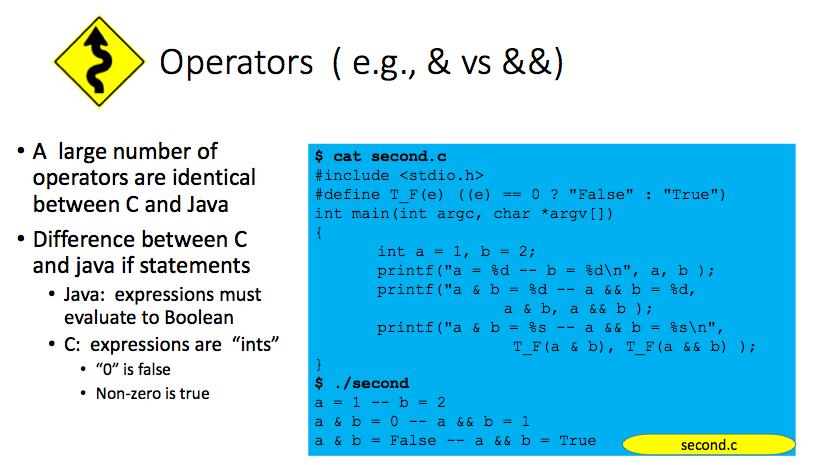 Operators ( e.g., & vs &&)
• A large number of
operators are identical
between C and Java
• Difference between C
and java if statements
• Java: expressions must
evaluate to Boolean
• C: expressions are “ints”
• “0” is false
• Non-zero is true
$ cat second.c
#include <stdio.h>
#define T_F(e) ((e) == 0 ? "False" : "True")
int main(int argc, char *argv[])
{
int a = 1, b = 2;
printf("a = %d -- b = %d\n", a, b );
printf("a & b = %d -- a && b = %d,
a & b, a && b );
printf("a & b = %s -- a && b = %s\n",
T_F(a & b), T_F(a && b) );
}
$ ./second
a = 1 -- b = 2
a & b = 0 -- a && b = 1
a & b = False -- a && b = True
second.c